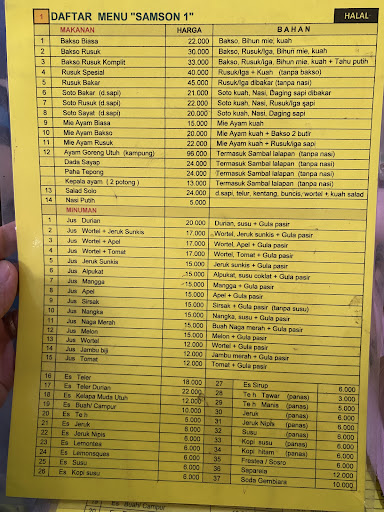 1 DAFTAR MENU "SAMSON 1" HALAL
MAKANAN HARGA BAHAN
1 Bakso Biasa 22.000 Bakso, Bihun mie, kuah
2 Bakso Rusuk 30.000 Bakso, Rusuk/Iga, Bihun mie, kuah
3 Bakso Rusuk Komplit 33.000 Bakso, Rusuk/Iga, Bihun mie, kuah + Tahu putih
4 Rusuk Spesial 40.000 Rusuk/Iga + Kuah (tanpa bakso)
5 Rusuk Bakar 45.000 Rusuk/Iga dibakar (tanpa nasi)
6 Soto Bekar (d.sapi) 21.000 Soto kuah, Nasi, Daging sapi dibakar
7 Soto Rusuk (d.sapi) 22.000 Soto kuah, Nasi, Rusuk/Iga sapi
8 Soto Sayat (d.sapi) 20.000 Soto kuah, Nasi, Daging sapi
9 Mie Ayam Biasa 15.000 Mie Ayam kuah
10 Mie Ayam Bakso 20.000 Mie Ayam kuah + Bakso 2 butir
11 Mie Ayam Rusuk 22.000 Mie Ayam kuah + Rusuk/iga sapi
12 Ayam Goreng Utuh (kampung) 96.000 Termasuk Sambal lalapan (tanpa nasi)
Dada Sayap 24.000 Termasuk Sambal lalapan (tanpa nasi)
Paha Tepong 24.000 Termasuk Sambal lalapan (tanpa nasi)
Kepala ayam ( 2 potong ) 13.000 Termasuk Sambal lalapan (tanpa nasi)
13 Salad Solo 24.000 d.sapi, telur, kentang, buncis, wortel + kuah salad
14 Nasi Putih 5.000
MINUMAN
1 Jus Durian 20.000 Durian, susu + Gula pasir
2 Jus Wortel + Jeruk Sunkis 17.000 Wortel, Jeruk sunkis + Gula pasir
3 Jus Wortel + Apel 17.000 Wortel, Apel + Gula pasir
4 Jus Wortel + Tomat 17.000 Wortel, Tomat + Gula pasir
5 Jus Jeruk Sunkis 15.000 Jeruk sunkis + Gula pasir
6 Jus Alpukat 15.000 Alpukat, susu coklat + Gula pasir
7 Jus Mangga 15.000 Mangga + Gula pasir
8 Jus Apel 15.000 Apel + Gula pasir
9 Jus Sirsak 15.000 Sirsak + Gula pasir (tanpa susu)
10 Jus Nangka 15.000 Nangka, susu + Gula pasir
11 Jus Naga Merah 15.000 Buah Naga merah + Gula pasir
12 Jus Melon 12.000 Melon + Gula pasir
13 Jus Wortel 12.000 Wortel + Gula pasir
14 Jus Jambu biji 12.000 Jambu merah + Gula pasir
15 Jus Tomat 12.000 Tomat + Gula pasir
16 Es Teler 18.000 27 Es Sirup 6.000
17 Es Teler Durian 22.000 28 Teh Tawar (panas) 3.000
18 Es Kelapa Muda Utuh 12.000 29 Teh Manis (panas) 5.000
19 Es Buah/ Campur 10.000 30 Jeruk (panas) 6.000
20 Es Teh 5.000 31 Jeruk Nipis (panas) 6.000
21 Es Jeruk 6.000 32 Susu (panas) 6.000
22 Es Jeruk Nipis 6.000 33 Kopi susu (panas) 6.000
23 Es Lemontea 6.000 34 Kopi hitam (panas) 6.000
24 Es Lemonsques 6.000 35 Frestea / Sosro 6.000
25 Es Susu 6.000 36 Saparela 12.000
26 Es Kopi susu 6.000 37 Soda Gembiara 10.000
Es Buah/ Campur